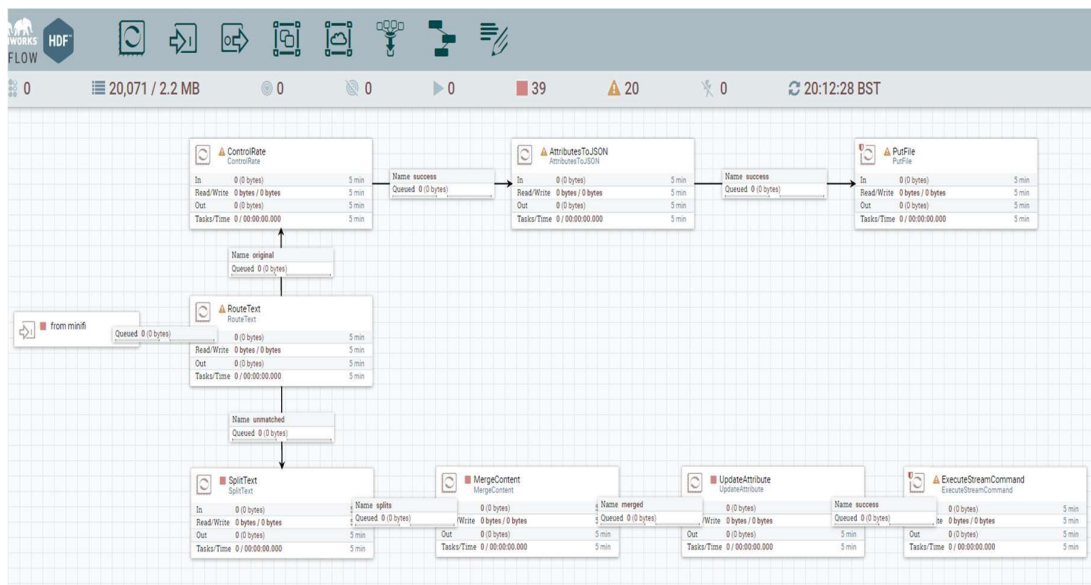 WORKS
HDF
FLOW
0
20,071 / 2.2 MB
0
0
0
39
20
0
20:12:28 BST
ControlRate
ControlRate
In 0 (0 bytes) 5 min
Read/Write 0 bytes / 0 bytes 5 min
Out 0 (0 bytes) 5 min
Tasks/Time 0 / 00:00:00.000 5 min
Name success
Queued 0 (0 bytes)
AttributesToJSON
AttributesToJSON
In 0 (0 bytes) 5 min
Read/Write 0 bytes / 0 bytes 5 min
Out 0 (0 bytes) 5 min
Tasks/Time 0 / 00:00:00.000 5 min
Name success
Queued 0 (0 bytes)
PutFile
PutFile
In 0 (0 bytes) 5 min
Read/Write 0 bytes / 0 bytes 5 min
Out 0 (0 bytes) 5 min
Tasks/Time 0 / 00:00:00.000 5 min
Name original
Queued 0 (0 bytes)
from minifi
Queued 0 (0 bytes)
RouteText
RouteText
0 (0 bytes) 5 min
Read/Write 0 bytes / 0 bytes 5 min
Out 0 (0 bytes) 5 min
Tasks/Time 0 / 00:00:00.000 5 min
Name unmatched
Queued 0 (0 bytes)
SplitText
SplitText
In 0 (0 bytes)
Read/Write 0 bytes / 0 bytes
Out 0 (0 bytes) 5 min
Tasks/Time 0 / 00:00:00.000 5 min
Name splits
Queued 0 (0 bytes)
MergeContent
MergeContent
0 (0 bytes)
Write 0 bytes / 0 bytes
Out 0 (0 bytes) 5 min
Tasks/Time 0 / 00:00:00.000 5 min
Name merged
Queued 0 (0 bytes)
UpdateAttribute
UpdateAttribute
0 (0 bytes)
Write 0 bytes / 0 bytes
Out 0 (0 bytes) 5 min
Tasks/Time 0 / 00:00:00.000 5 min
Name success
Queued 0 (0 bytes)
ExecuteStreamCommand
ExecuteStreamCommand
0 (0 bytes) 5 min
te 0 bytes / 0 bytes 5 min
Out 0 (0 bytes) 5 min
Tasks/Time 0 / 00:00:00.000 5 min